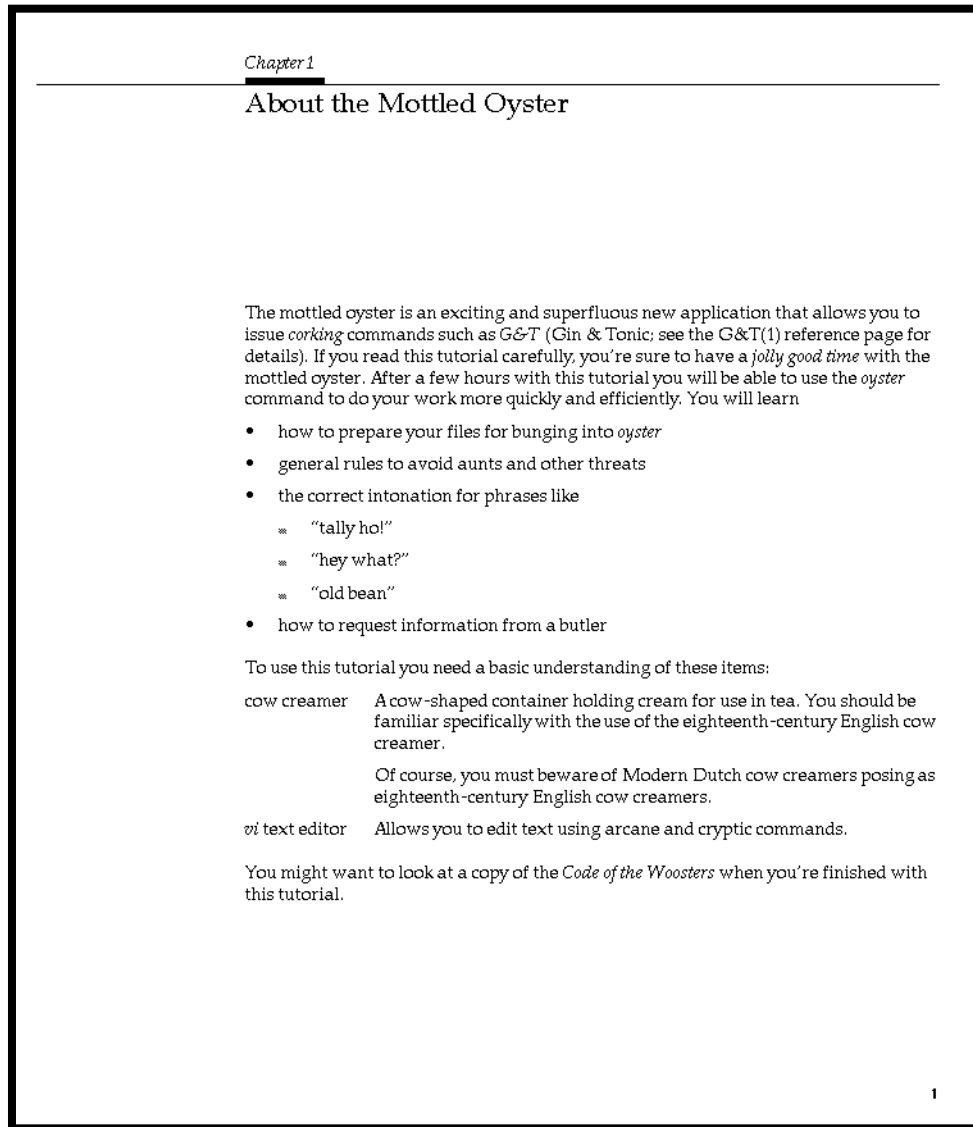 Chapter 1
About the Mottled Oyster
The mottled oyster is an exciting and superfluous new application that allows you to
issue corking commands such as G&T (Gin & Tonic; see the G&T(1) reference page for
details). If you read this tutorial carefully, you're sure to have a jolly good time with the
mottled oyster. After a few hours with this tutorial you will be able to use the oyster
command to do your work more quickly and efficiently. You will learn
• how to prepare your files for bunging into oyster
• general rules to avoid aunts and other threats
• the correct intonation for phrases like
“tally ho!”
“hey what?”
“old bean”
• how to request information from a butler
To use this tutorial you need a basic understanding of these items:
cow creamer A cow-shaped container holding cream for use in tea. You should be
familiar specifically with the use of the eighteenth-century English cow
creamer.
Of course, you must beware of Modern Dutch cow creamers posing as
eighteenth-century English cow creamers.
vi text editor Allows you to edit text using arcane and cryptic commands.
You might want to look at a copy of the Code of the Woosters when you're finished with
this tutorial.
1